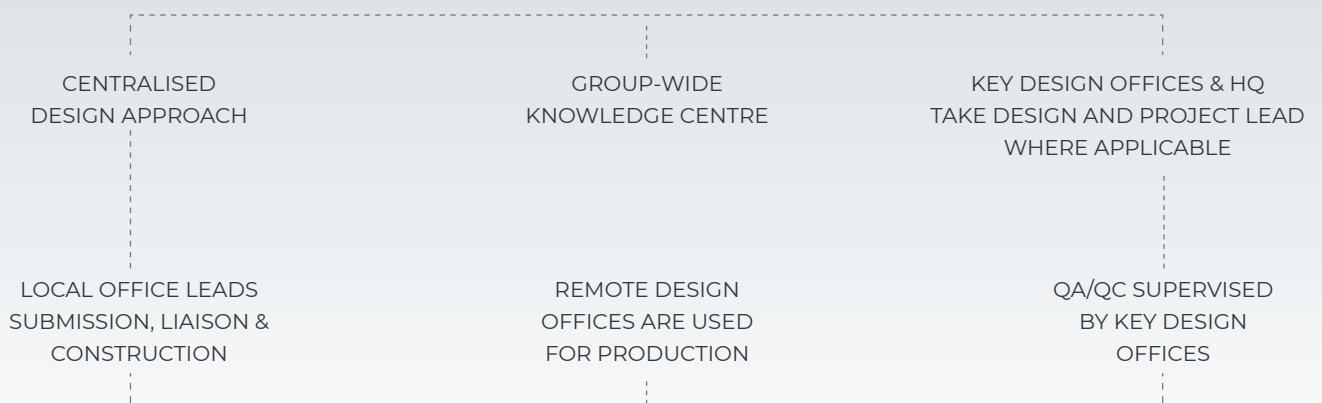 CENTRALISED
DESIGN APPROACH
GROUP-WIDE
KNOWLEDGE CENTRE
KEY DESIGN OFFICES & HQ
TAKE DESIGN AND PROJECT LEAD
WHERE APPLICABLE
LOCAL OFFICE LEADS
SUBMISSION, LIAISON &
CONSTRUCTION
REMOTE DESIGN
OFFICES ARE USED
FOR PRODUCTION
QA/QC SUPERVISED
BY KEY DESIGN
OFFICES